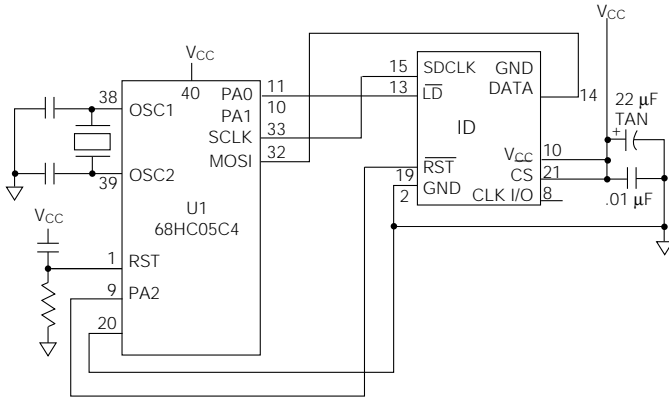 VCC
VCC
38
OSC1
40
PA0
11
PA1
10
SCLK
33
MOSI
32
39
OSC2
U1
68HC05C4
VCC
1
RST
9
PA2
20
15
SDCLK
13
LD
GND
DATA
14
ID
RST
19
GND
2
VCC
10
CS
21
CLK I/O
8
22 µF
TAN
+
.01 µF